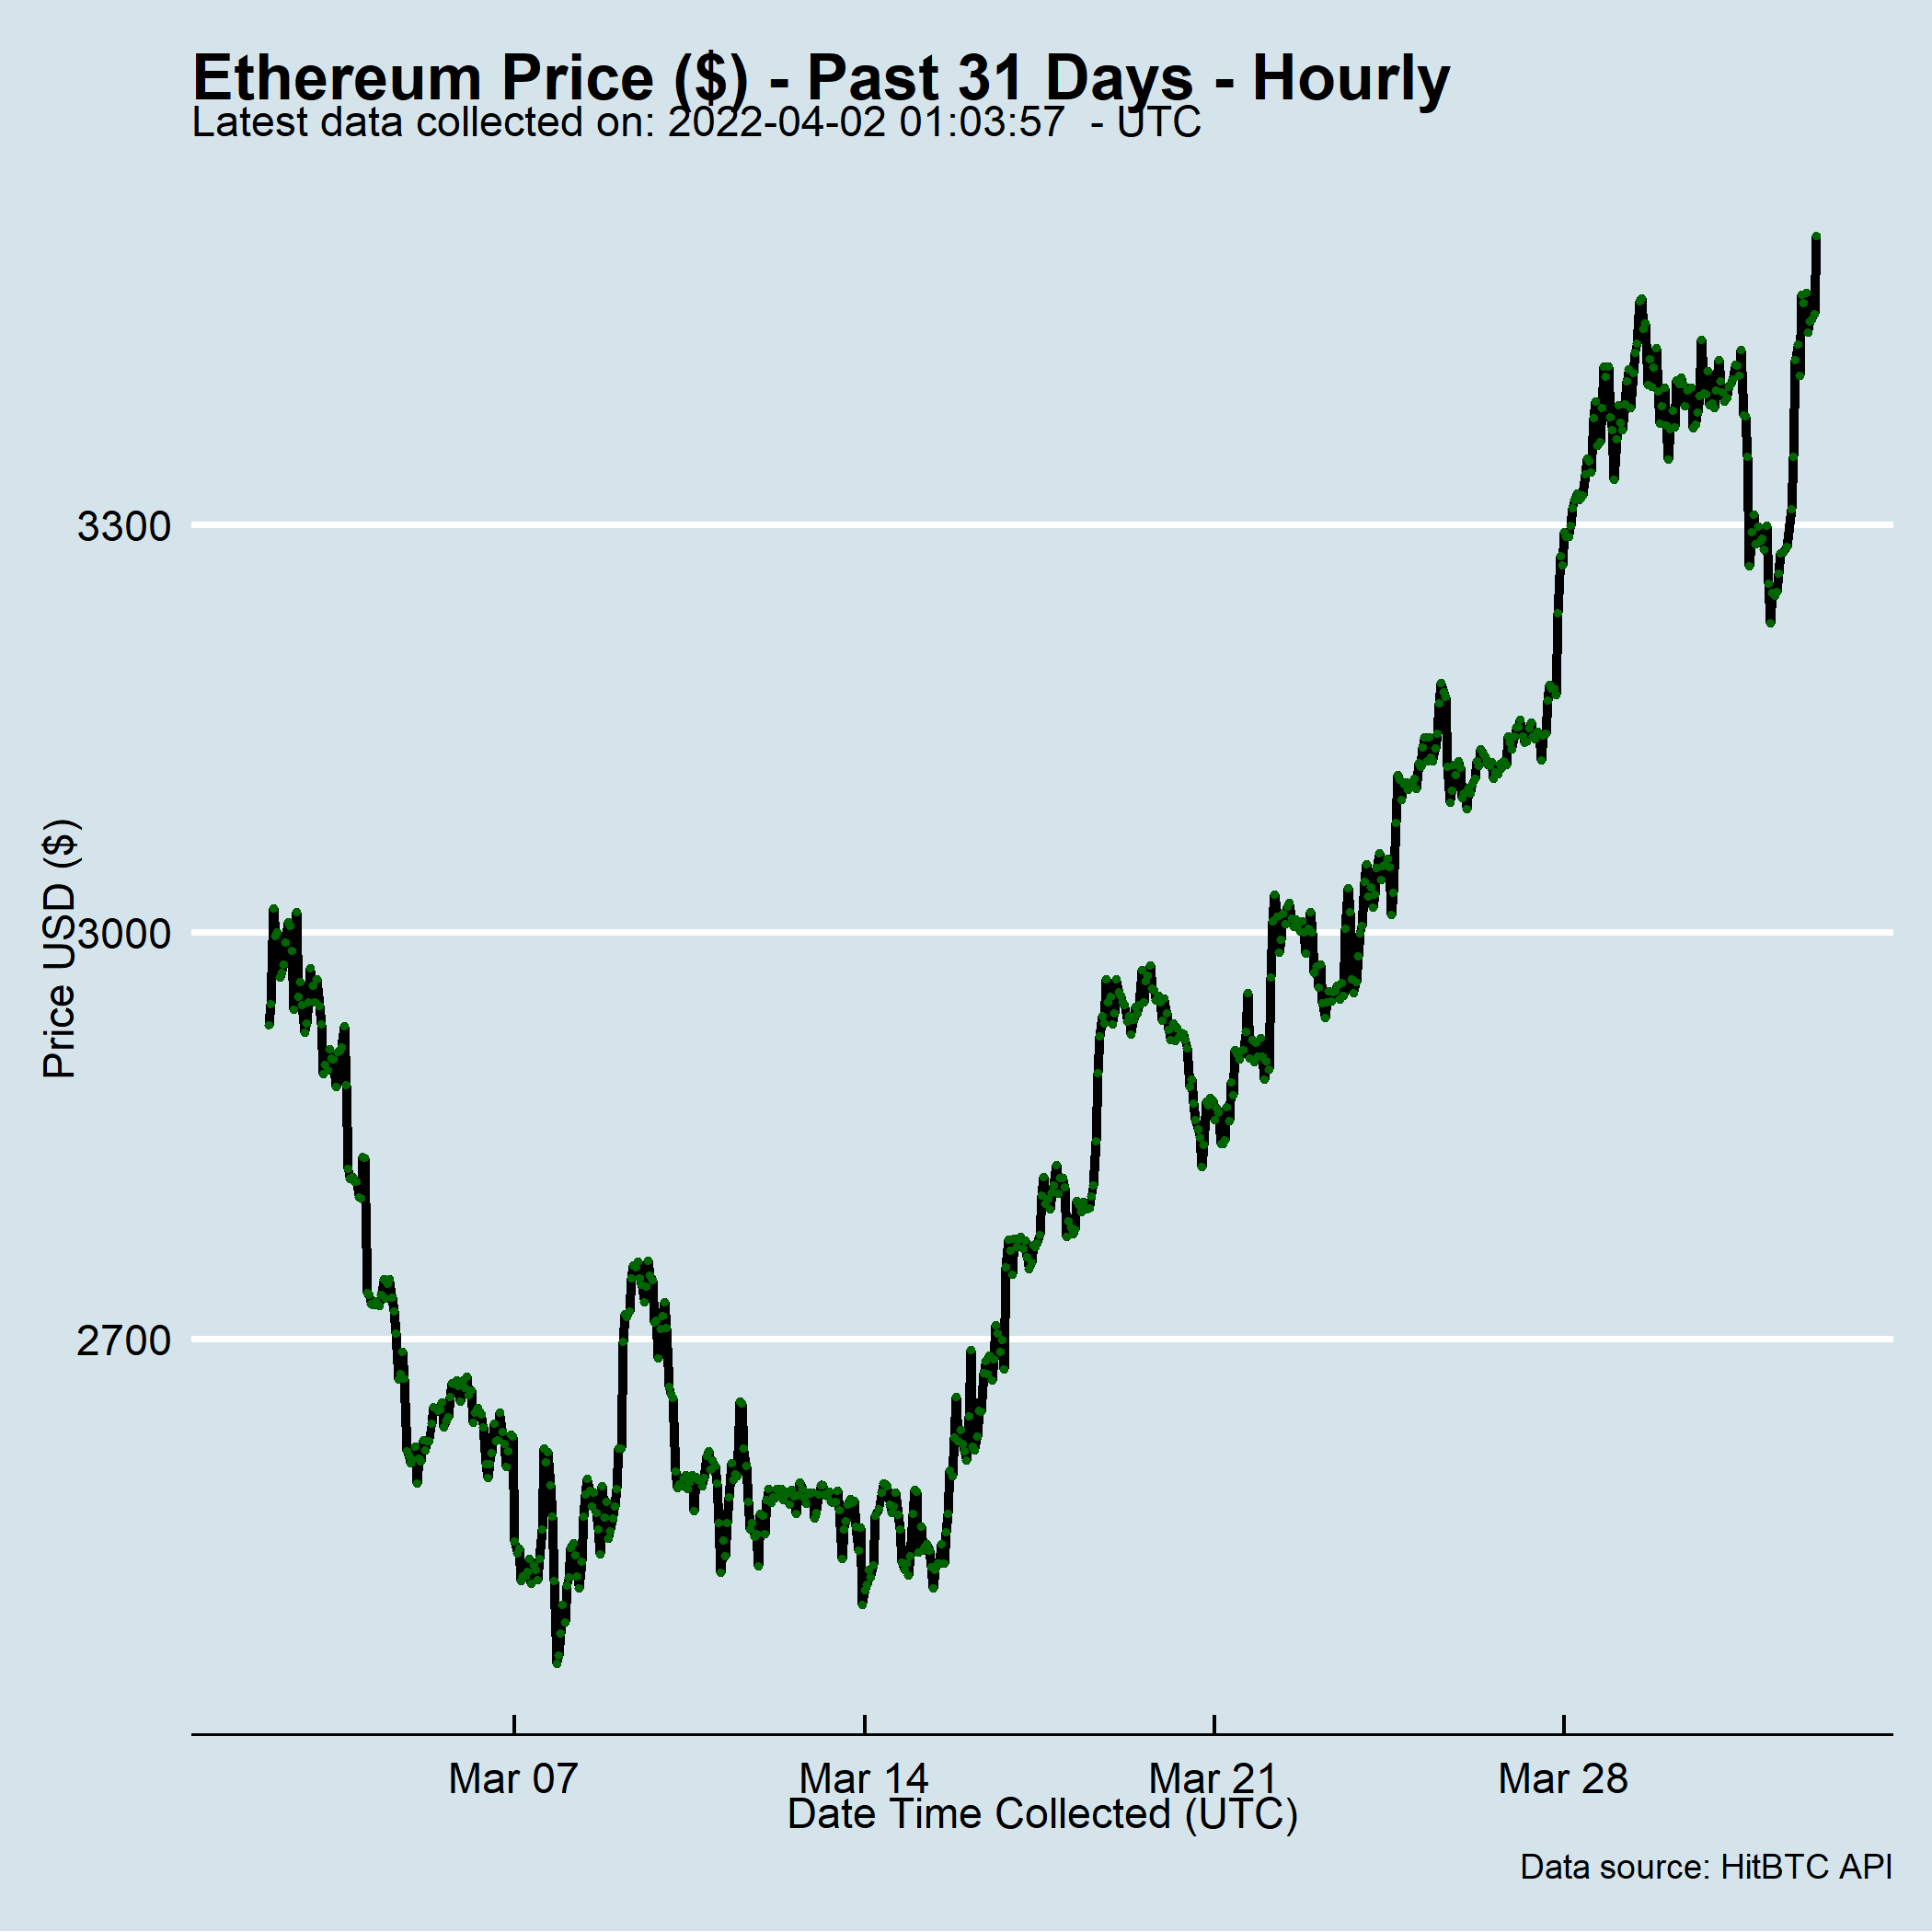 Ethereum Price ($) - Past 31 Days - Hourly
Latest data collected on: 2022-04-02 01:03:57  - UTC
3300
3000
2700
Price USD ($)
Mar 07
Mar 14
Mar 21
Mar 28
Date Time Collected (UTC)
Data source: HitBTC API